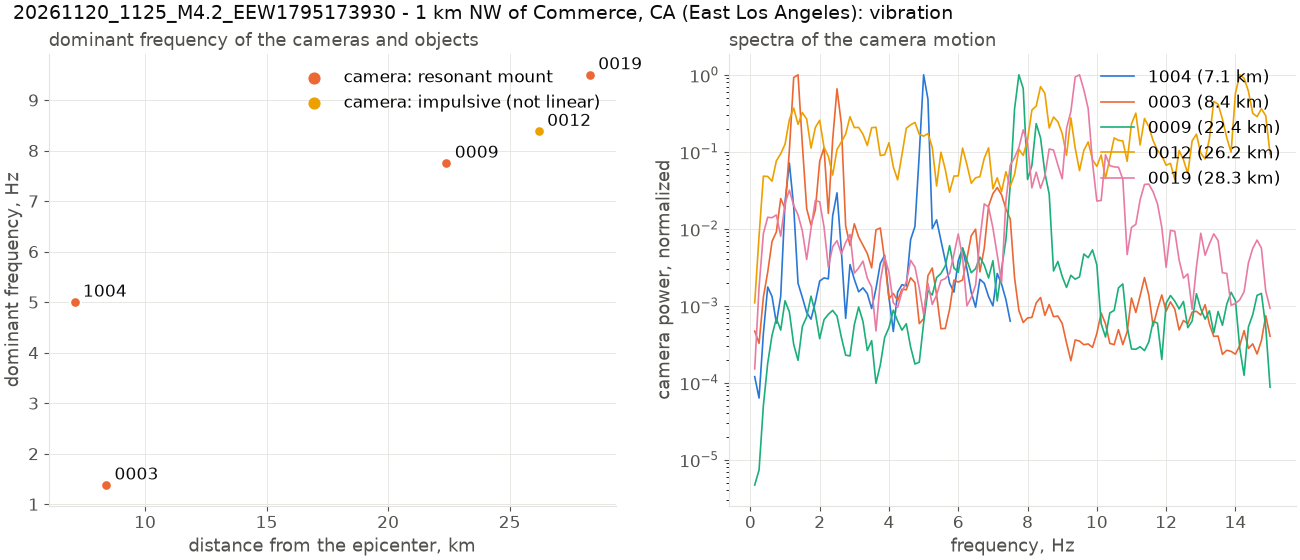 20261120_1125_M4.2_EEW1795173930 - 1 km NW of Commerce, CA (East Los Angeles): vibration
dominant frequency of the cameras and objects
dominant frequency, Hz
9
8
7
6
5
4
3
2
1
camera: resonant mount
camera: impulsive (not linear)
0019
0012
0009
1004
0003
10
15
20
25
distance from the epicenter, km
spectra of the camera motion
camera power, normalized
10⁰
10⁻¹
10⁻²
10⁻³
10⁻⁴
10⁻⁵
1004 (7.1 km)
0003 (8.4 km)
0009 (22.4 km)
0012 (26.2 km)
0019 (28.3 km)
0
2
4
6
8
10
12
14
frequency, Hz